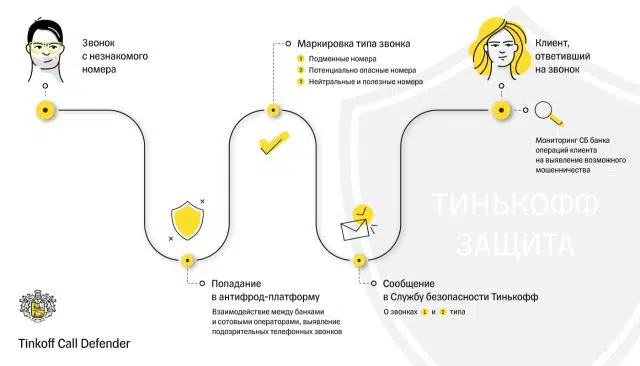 Звонок
с незнакомого
номера
Маркировка типа звонка
1 Подменные номера
2 Потенциально опасные номера
3 Нейтральные и полезные номера
Клиент,
ответивший
на звонок
Мониторинг СБ банка
операций клиента
на выявление возможного
мошенничества
ТИНЬКОФФ
ЗАЩИТА
Попадание
в антифрод-платформу
Взаимодействие между банками
и сотовыми операторами, выявление
подозрительных телефонных звонков
Сообщение
в Службу безопасности Тинькофф
О звонках 1 и 2 типа
Tinkoff Call Defender